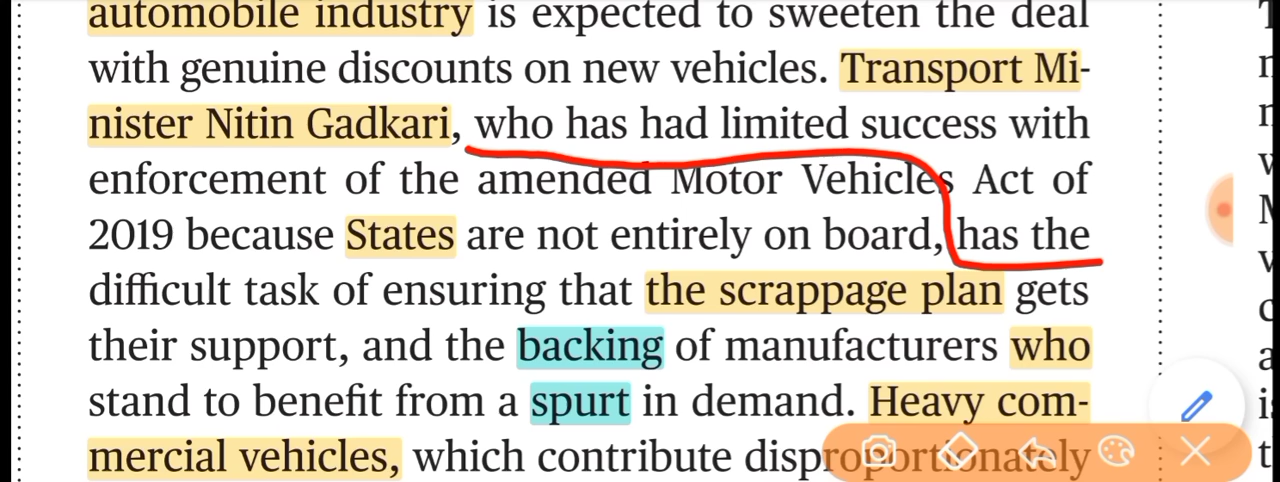 automobile industry is expected to sweeten the deal
with genuine discounts on new vehicles. Transport Mi-
nister Nitin Gadkari, who has had limited success with
enforcement of the amended Motor Vehicles Act of
2019 because States are not entirely on board, has the
difficult task of ensuring that the scrappage plan gets
their support, and the backing of manufacturers who
stand to benefit from a spurt in demand. Heavy com-
mercial vehicles, which contribute disproportionately